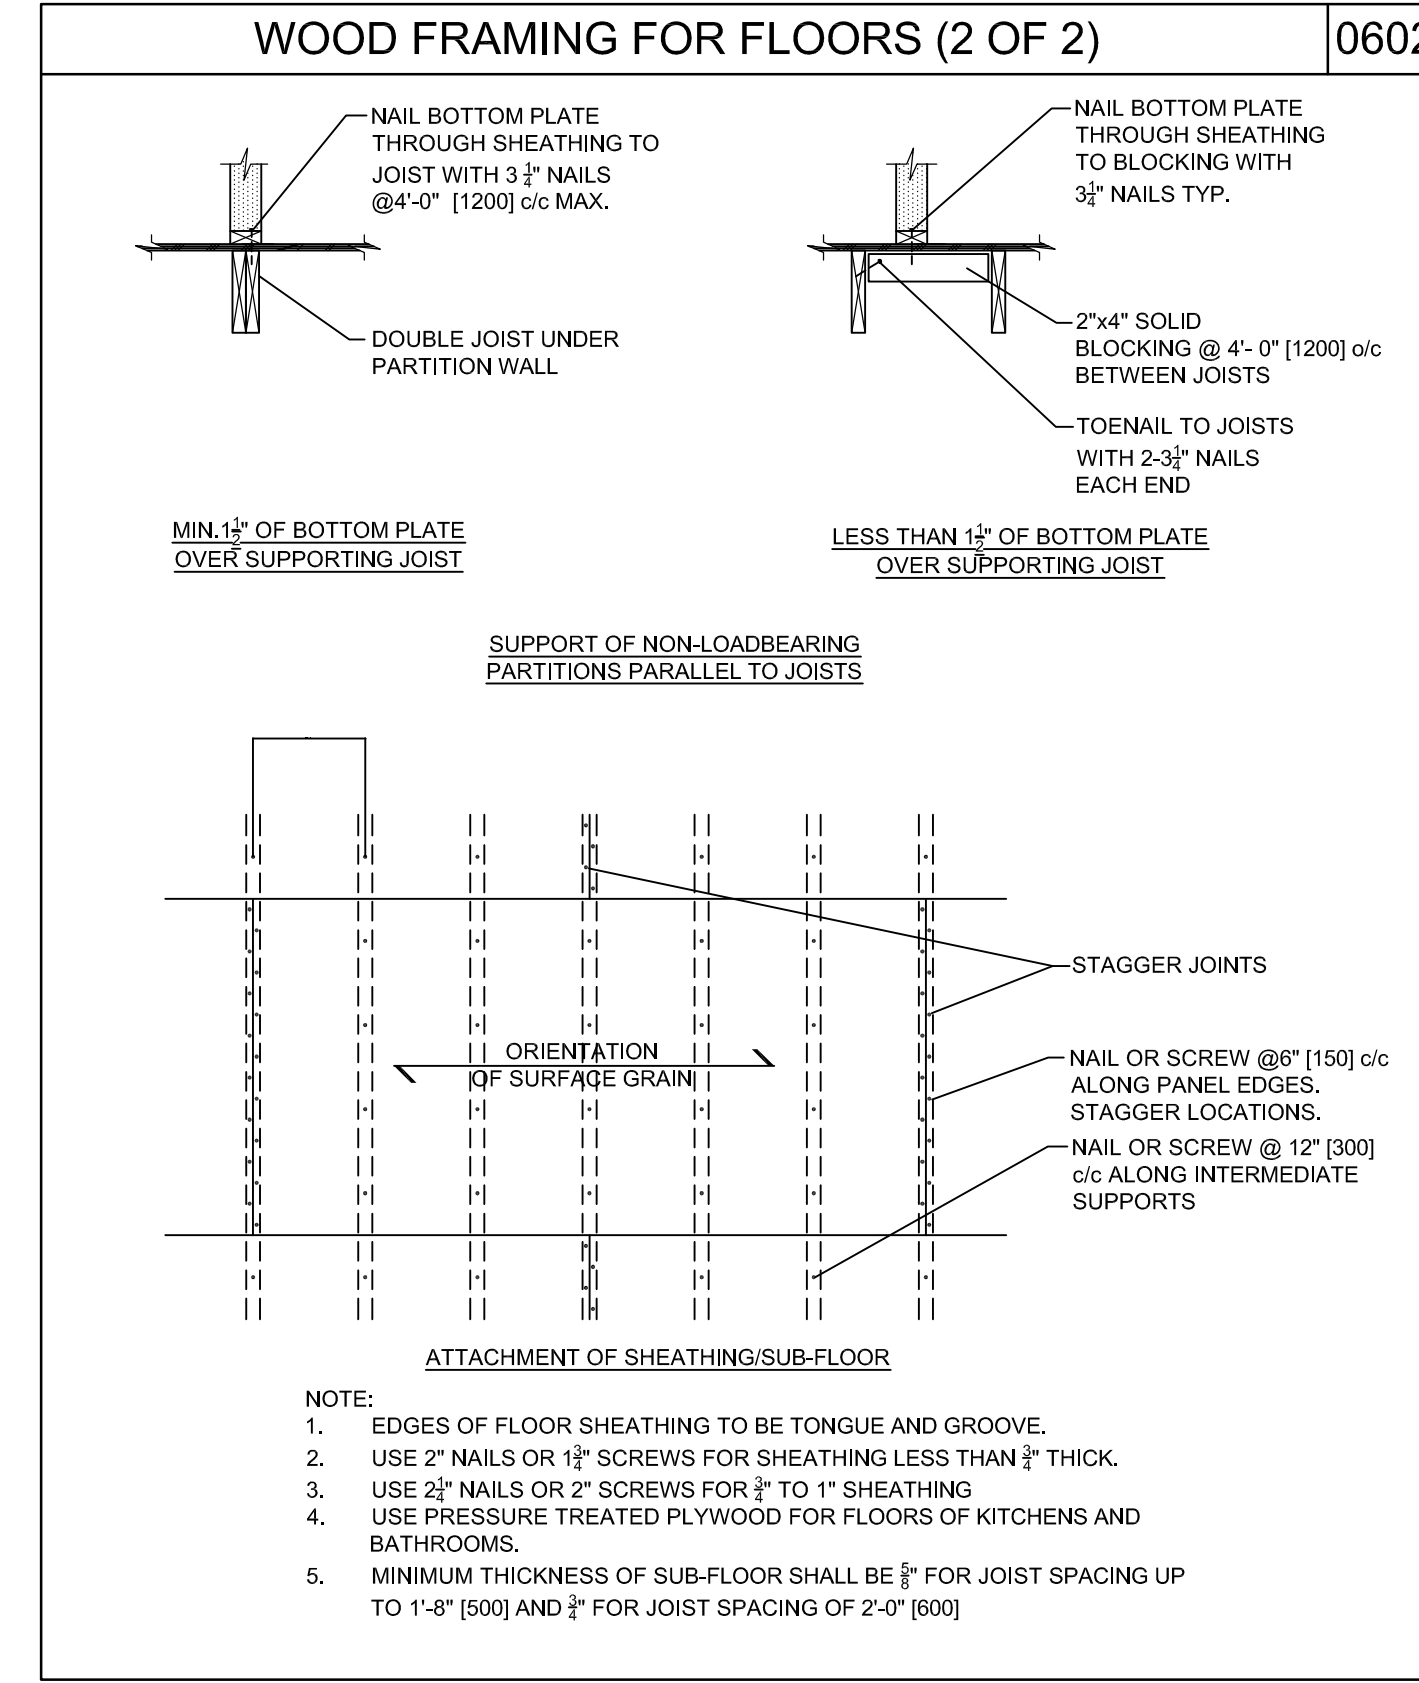 WOOD FRAMING FOR FLOORS (2 OF 2)
0602
NAIL BOTTOM PLATE
THROUGH SHEATHING TO
JOIST WITH 3 1/4" NAILS
@4'-0" [1200] c/c MAX.
DOUBLE JOIST UNDER
PARTITION WALL
MIN.1 1/2" OF BOTTOM PLATE
OVER SUPPORTING JOIST
NAIL BOTTOM PLATE
THROUGH SHEATHING
TO BLOCKING WITH
3 1/4" NAILS TYP.
2"x4" SOLID
BLOCKING @ 4'- 0" [1200] o/c
BETWEEN JOISTS
TOENAIL TO JOISTS
WITH 2-3 1/4" NAILS
EACH END
LESS THAN 1 1/2" OF BOTTOM PLATE
OVER SUPPORTING JOIST
SUPPORT OF NON-LOADBEARING
PARTITIONS PARALLEL TO JOISTS
ORIENTATION
OF SURFACE GRAIN
STAGGER JOINTS
NAIL OR SCREW @6" [150] c/c
ALONG PANEL EDGES.
STAGGER LOCATIONS.
NAIL OR SCREW @ 12" [300]
c/c ALONG INTERMEDIATE
SUPPORTS
ATTACHMENT OF SHEATHING/SUB-FLOOR
NOTE:
1. EDGES OF FLOOR SHEATHING TO BE TONGUE AND GROOVE.
2. USE 2" NAILS OR 1 3/4" SCREWS FOR SHEATHING LESS THAN 3/4" THICK.
3. USE 2 1/4" NAILS OR 2" SCREWS FOR 3/4" TO 1" SHEATHING
4. USE PRESSURE TREATED PLYWOOD FOR FLOORS OF KITCHENS AND
BATHROOMS.
5. MINIMUM THICKNESS OF SUB-FLOOR SHALL BE 5/8" FOR JOIST SPACING UP
TO 1'-8" [500] AND 3/4" FOR JOIST SPACING OF 2'-0" [600]